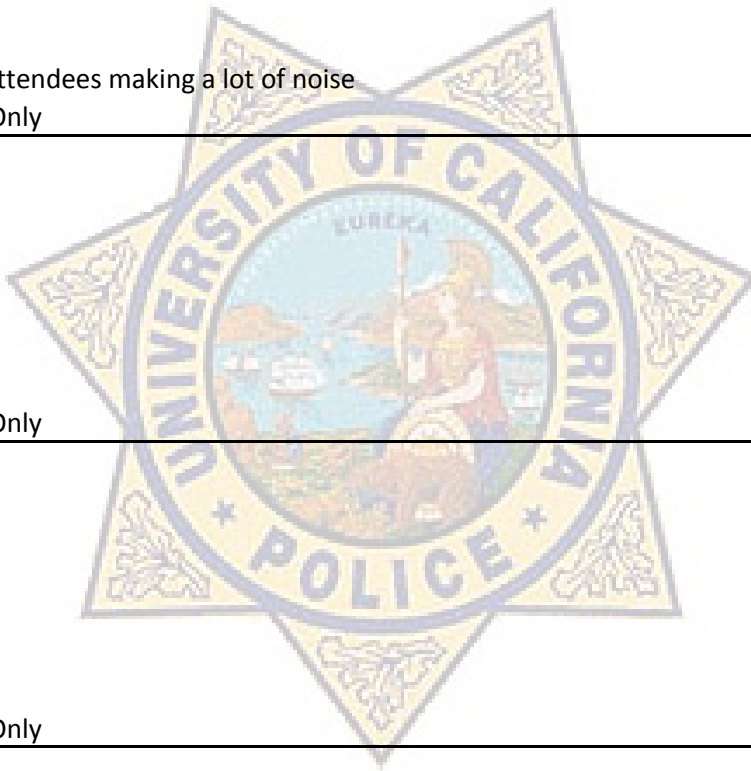 ttendees making a lot of noise
Only
UNIVERSITY OF CALIFORNIA
EUREKA
Only
POLICE
Only